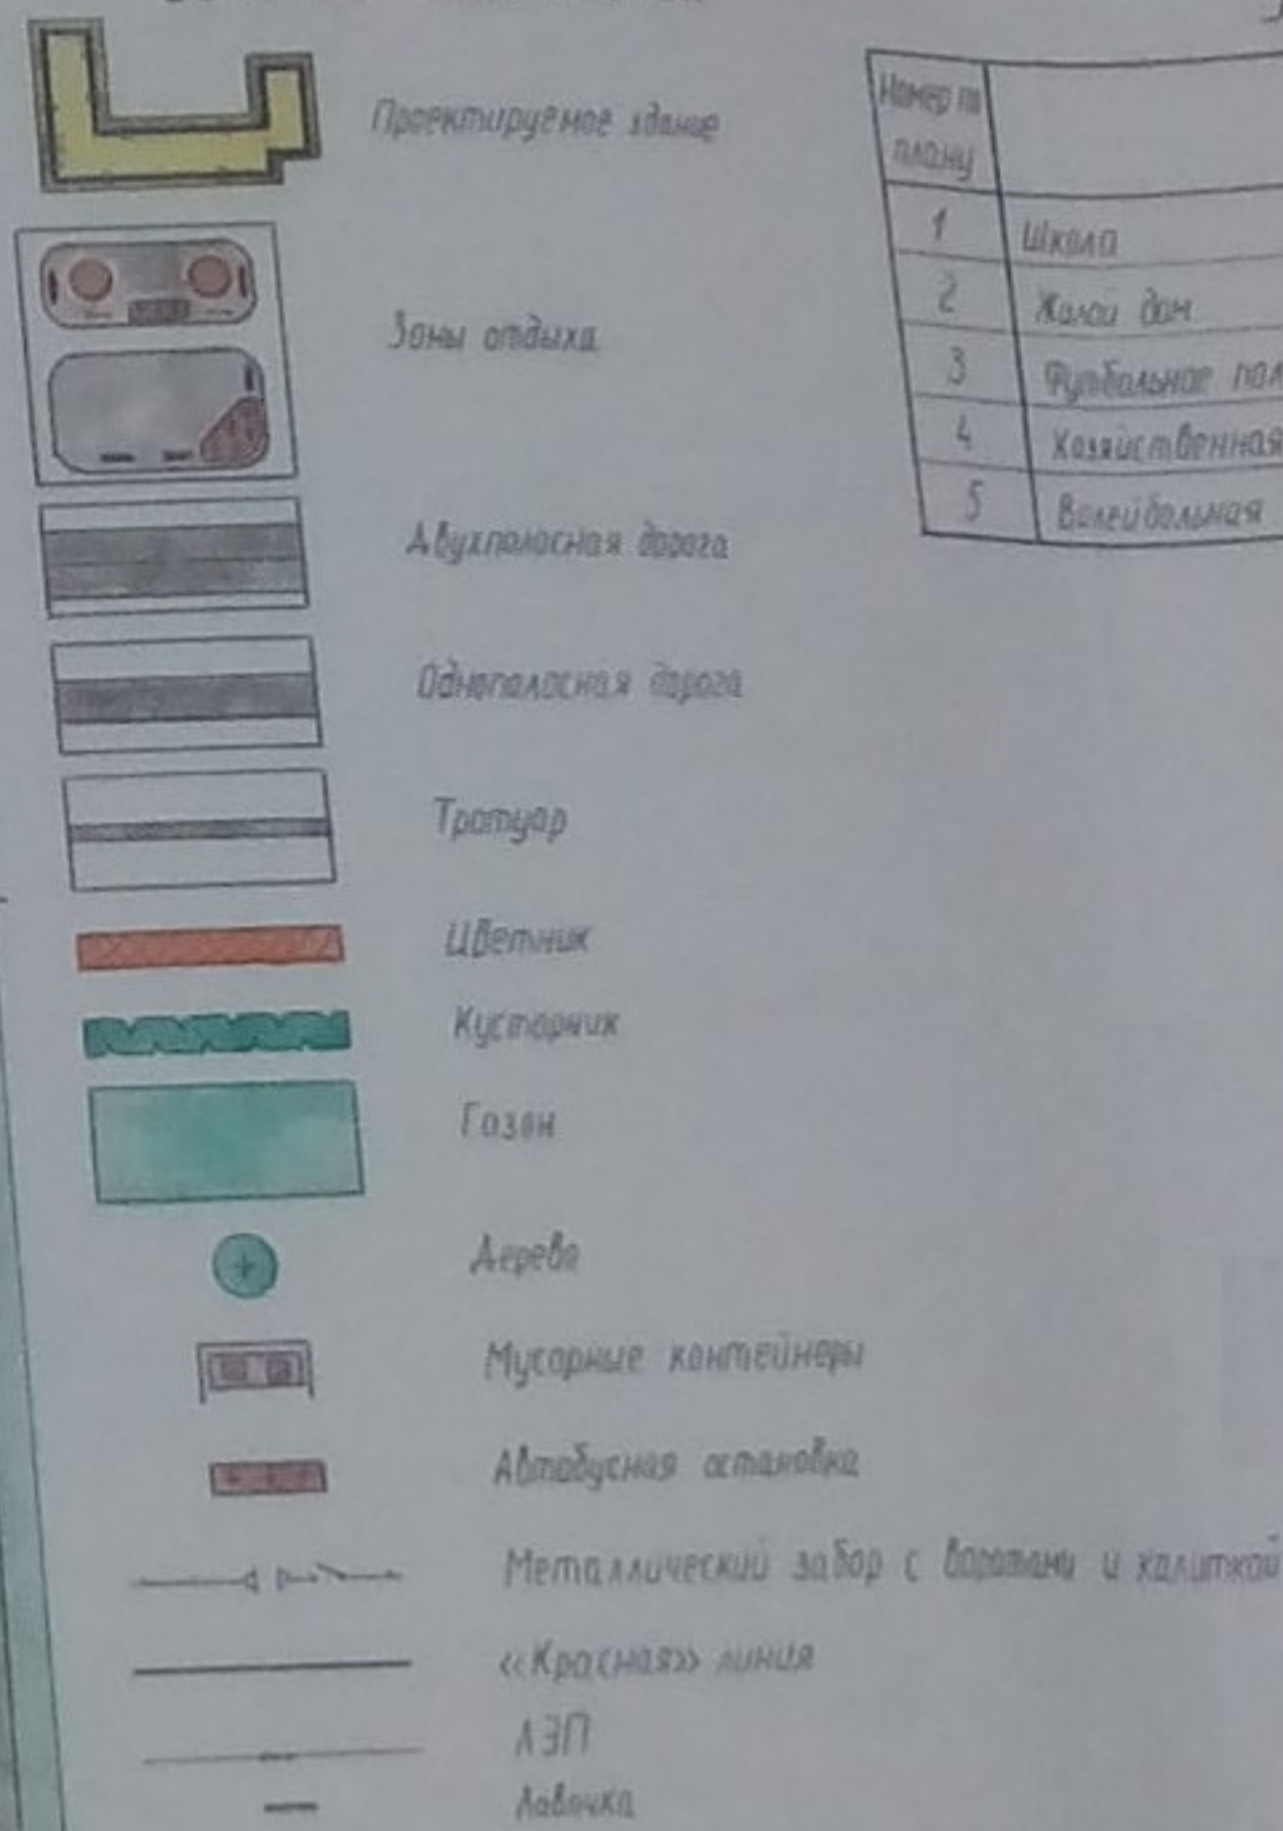 Проектируемое здание
Зоны отдыха
Двухполосная дорога
Однополосная дорога
Тротуар
Цветник
Кустарник
Газон
Дерево
Мусорные контейнеры
Автобусная остановка
Металлический забор с воротами и калиткой
«Красная» линия
ЛЭП
Лавочка
Номер по
плану
1 Школа
2 Жилой дом
3 Футбольное пол
4 Хозяйственная
5 Волейбольная